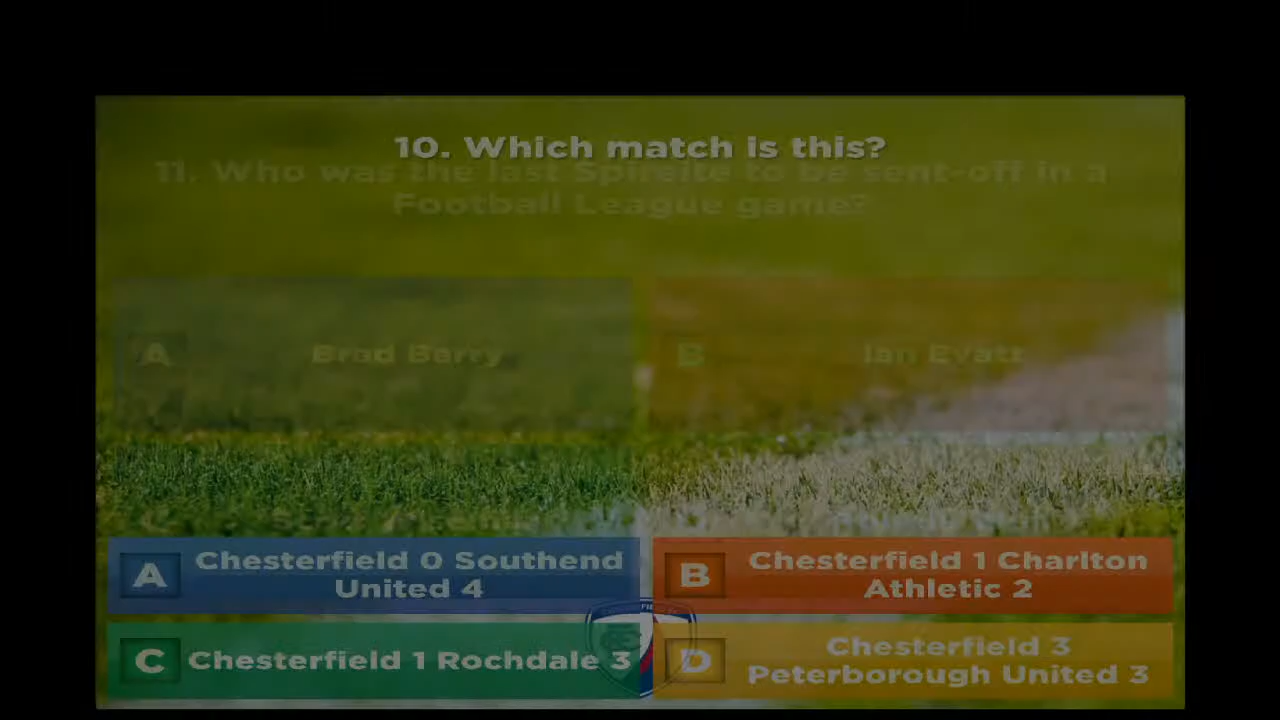 10. Which match is this?
11. Who was the last Spireite to be sent-off in a
Football League game?
A Brad Barry
B Ian Evatt
A Chesterfield 0 Southend
United 4
B Chesterfield 1 Charlton
Athletic 2
C Chesterfield 1 Rochdale 3
D Chesterfield 3
Peterborough United 3